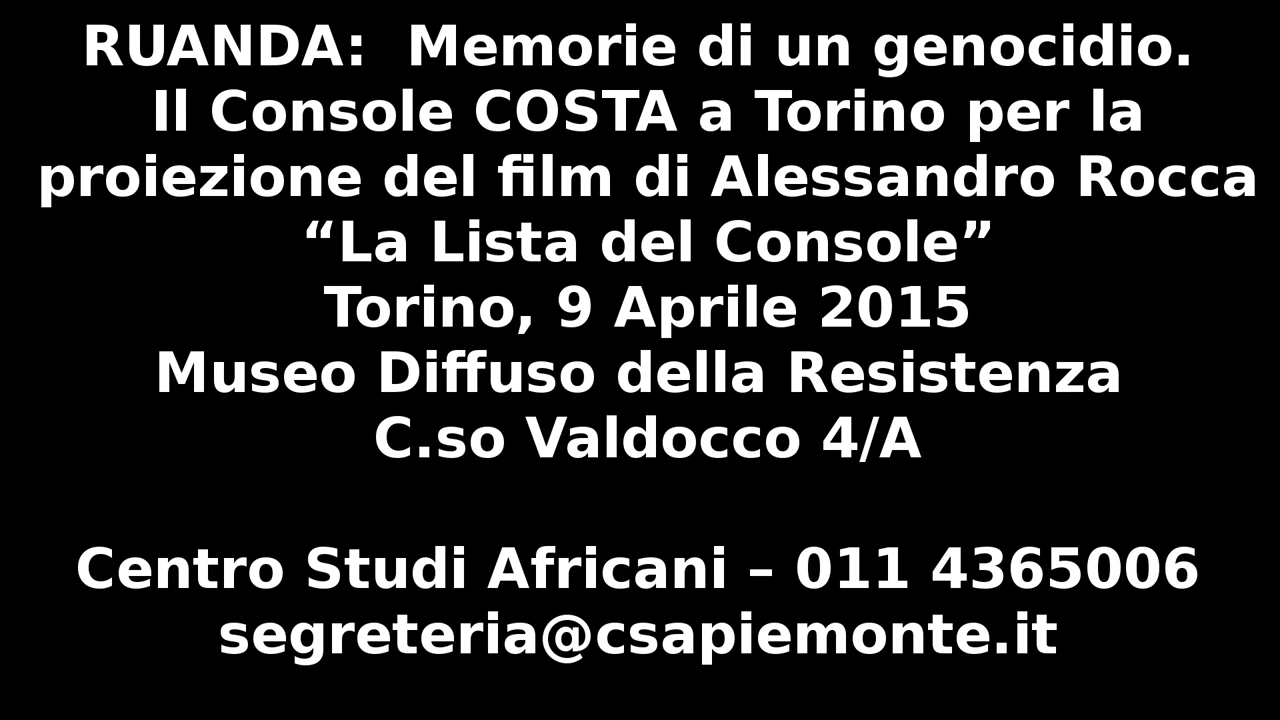 RUANDA:  Memorie di un genocidio.
Il Console COSTA a Torino per la
proiezione del film di Alessandro Rocca
“La Lista del Console”
Torino, 9 Aprile 2015
Museo Diffuso della Resistenza
C.so Valdocco 4/A
Centro Studi Africani – 011 4365006
segreteria@csapiemonte.it